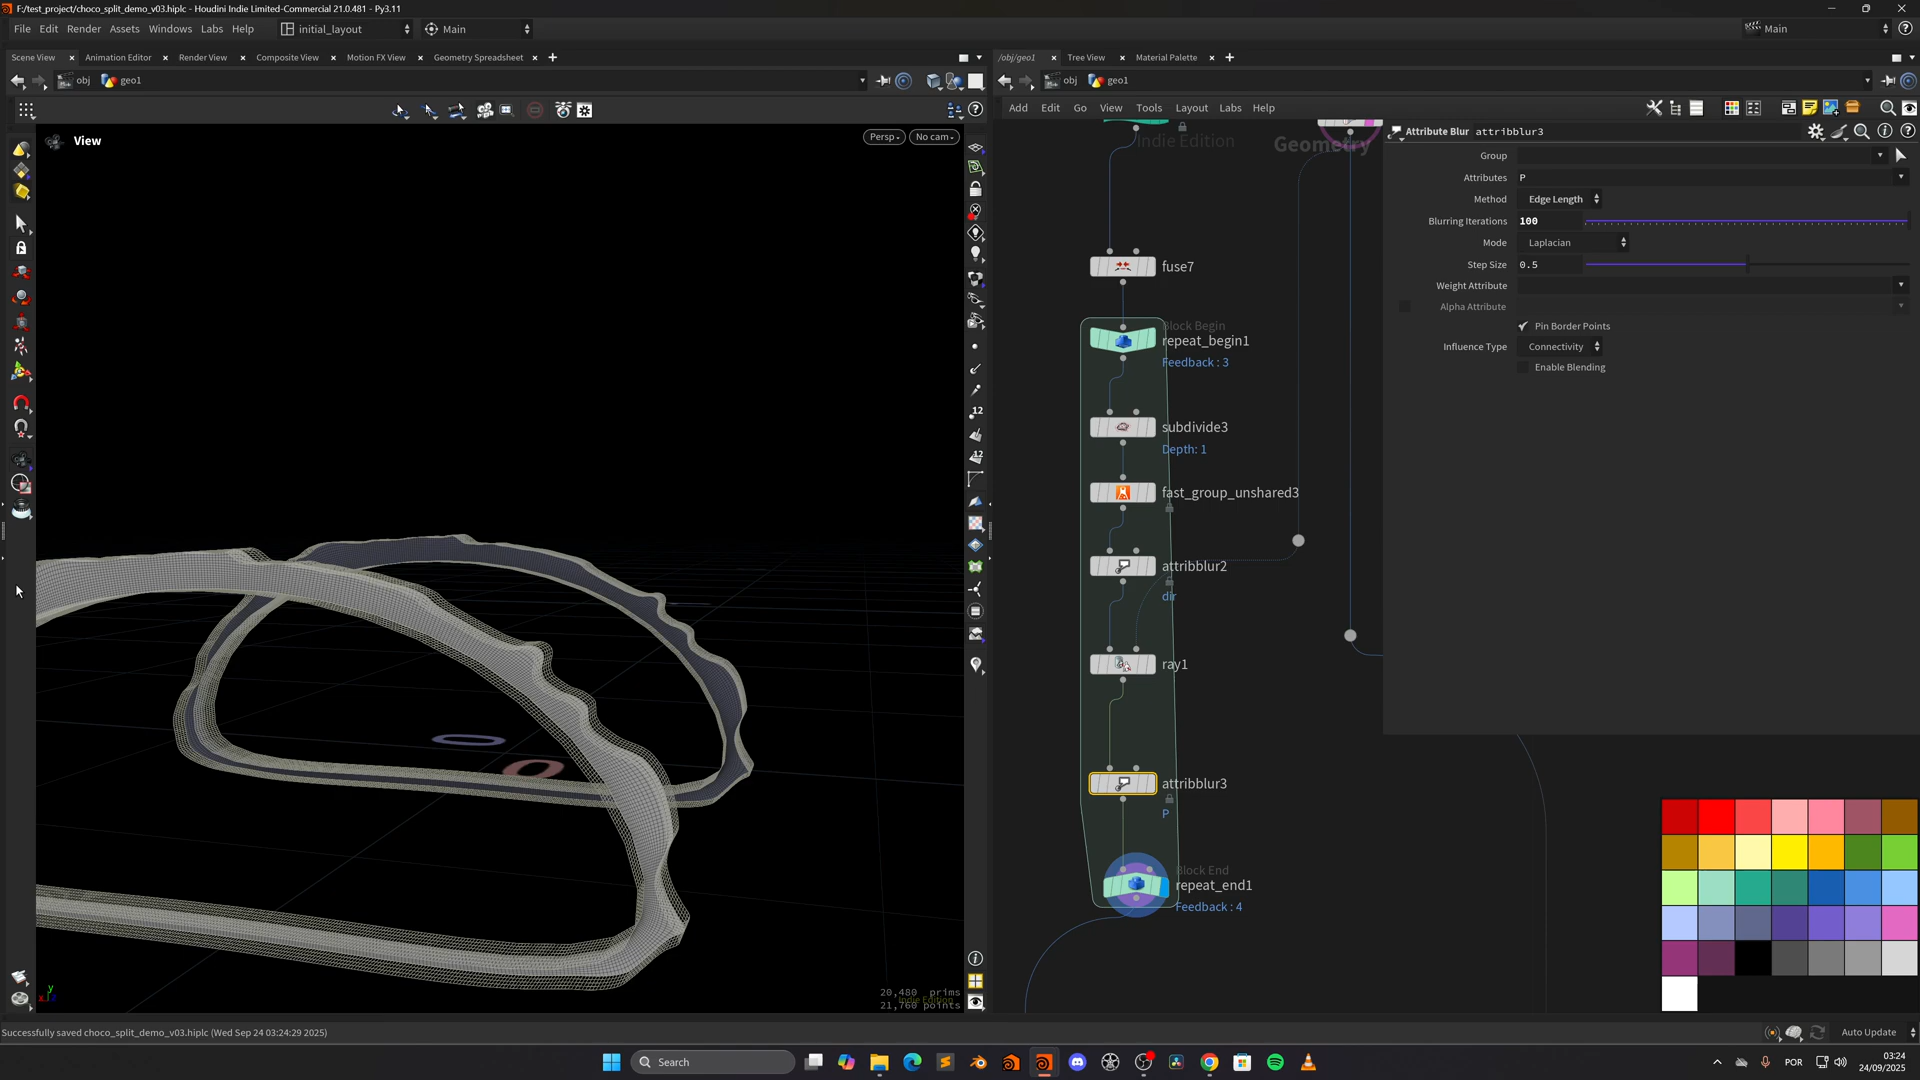 F:/test_project/choco_split_demo_v03.hiplc - Houdini Indie Limited-Commercial 21.0.481 - Py3.11
File Edit Render Assets Windows Labs Help initial_layout Main Main
Scene View Animation Editor Render View Composite View Motion FX View Geometry Spreadsheet
/obj/geo1 Tree View Material Palette
obj geo1
obj geo1
Add Edit Go View Tools Layout Labs Help
View
Persp No cam
Indie Edition
Geometry
Attribute Blur attribblur3
Group
Attributes P
Method Edge Length
Blurring Iterations 100
Mode Laplacian
Step Size 0.5
Weight Attribute
Alpha Attribute
Pin Border Points
Influence Type Connectivity
Enable Blending
fuse7
Block Begin
repeat_begin1
Feedback : 3
subdivide3
Depth: 1
fast_group_unshared3
attribblur2
dir
ray1
attribblur3
P
Block End
repeat_end1
Feedback : 4
12
12
y
x z
20,480 prims
Indie Edition
21,760 points
Successfully saved choco_split_demo_v03.hiplc (Wed Sep 24 03:24:29 2025)
Auto Update
Search
POR
03:24
24/09/2025